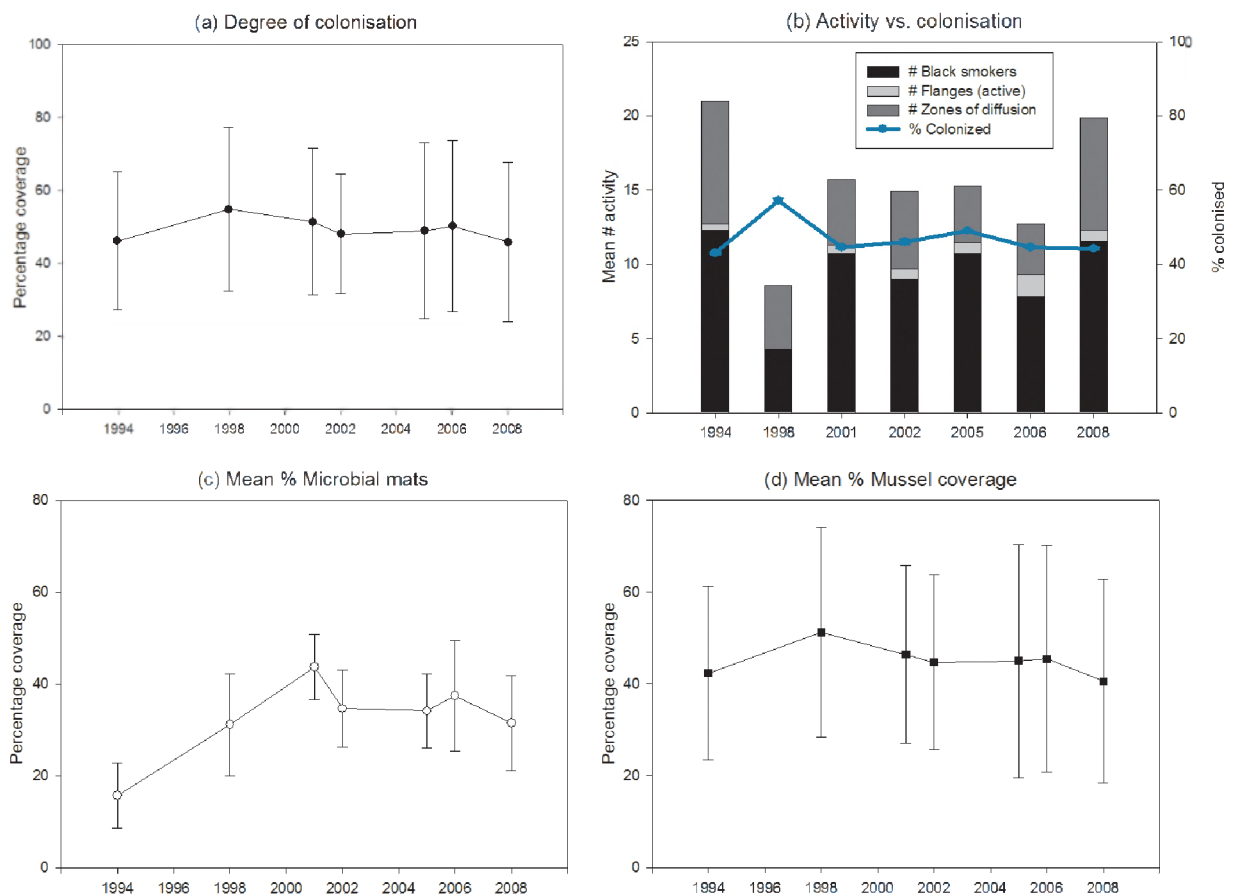 (a) Degree of colonisation
100
80
60
40
20
0
Percentage coverage
1994 1996 1998 2000 2002 2004 2006 2008
(b) Activity vs. colonisation
25
20
15
10
5
0
Mean # activity
# Black smokers
# Flanges (active)
# Zones of diffusion
% Colonized
100
80
60
40
20
0
% colonised
1994 1998 2001 2002 2005 2006 2008
(c) Mean % Microbial mats
80
60
40
20
0
Percentage coverage
1994 1996 1998 2000 2002 2004 2006 2008
(d) Mean % Mussel coverage
80
60
40
20
0
Percentage coverage
1994 1996 1998 2000 2002 2004 2006 2008